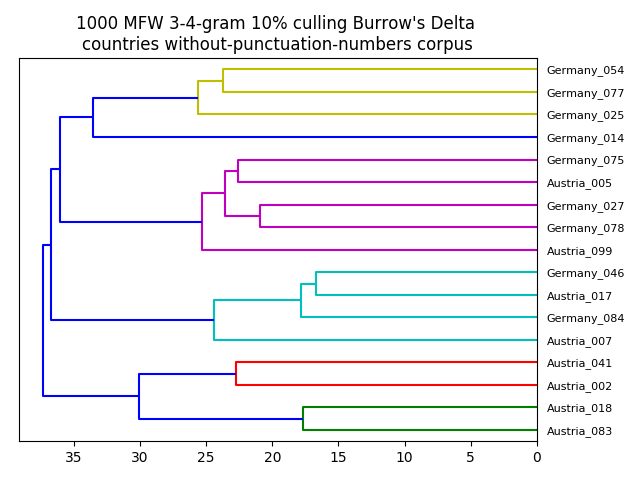 1000 MFW 3-4-gram 10% culling Burrow's Delta
countries without-punctuation-numbers corpus
Germany_054
Germany_077
Germany_025
Germany_014
Germany_075
Austria_005
Germany_027
Germany_078
Austria_099
Germany_046
Austria_017
Germany_084
Austria_007
Austria_041
Austria_002
Austria_018
Austria_083
35 30 25 20 15 10 5 0